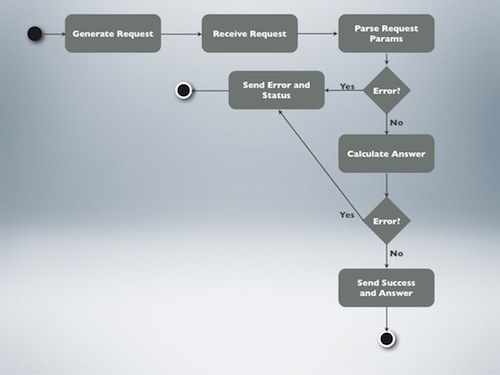 Generate Request
Receive Request
Parse Request
Params
Send Error and
Status
Yes
Error?
No
Calculate Answer
Yes
Error?
No
Send Success
and Answer